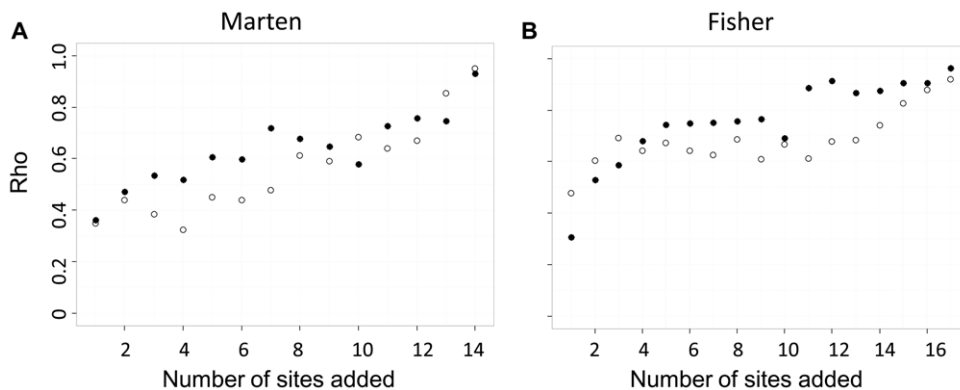 A
Marten
B
Fisher
Rho
1.0
0.8
0.6
0.4
0.2
0
2 4 6 8 10 12 14
2 4 6 8 10 12 14 16
Number of sites added
Number of sites added